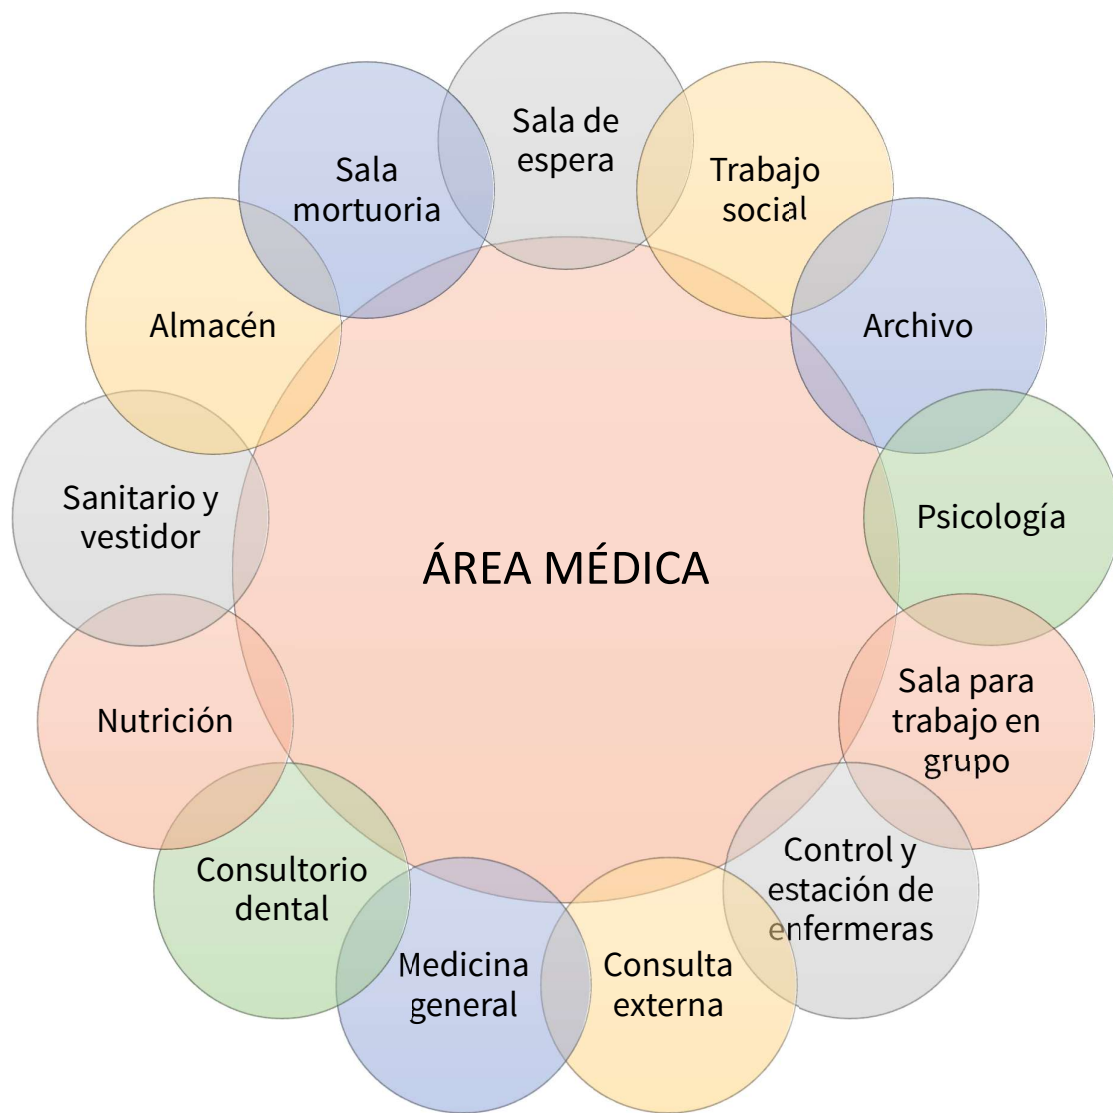 Sala de
espera
Trabajo
social
Archivo
Psicología
Sala para
trabajo en
grupo
Control y
estación de
enfermeras
Consulta
externa
Medicina
general
Consultorio
dental
Nutrición
Sanitario y
vestidor
Almacén
Sala
mortuoria
ÁREA MÉDICA